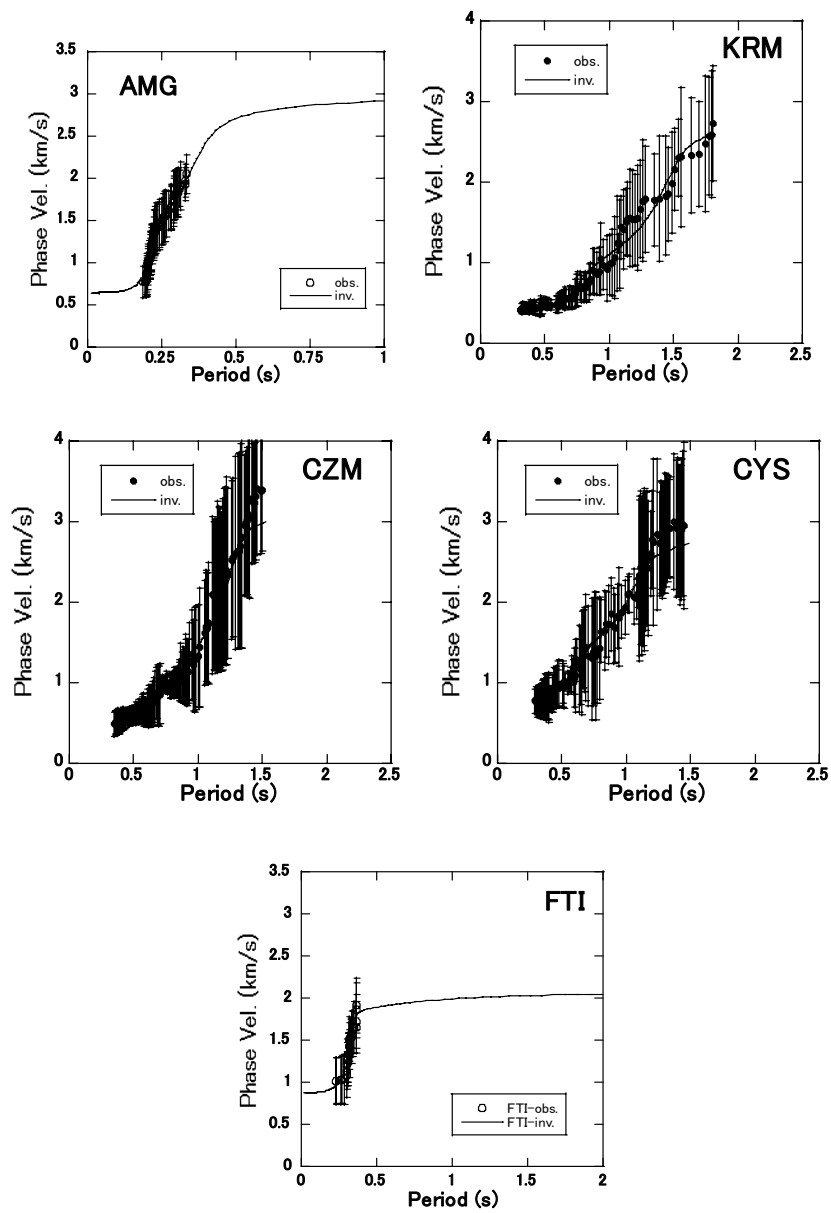 AMG
obs.
inv.
3.5
3
2.5
2
1.5
1
0.5
0
0
0.25
0.5
0.75
1
Phase Vel. (km/s)
Period (s)
KRM
obs.
inv.
4
3
2
1
0
0
0.5
1
1.5
2
2.5
Phase Vel. (km/s)
Period (s)
CZM
obs.
inv.
4
3
2
1
0
0
0.5
1
1.5
2
2.5
Phase Vel. (km/s)
Period (s)
CYS
obs.
inv.
4
3
2
1
0
0
0.5
1
1.5
2
2.5
Phase Vel. (km/s)
Period (s)
FTI
FTI-obs.
FTI-inv.
3.5
3
2.5
2
1.5
1
0.5
0
0
0.5
1
1.5
2
Phase Vel. (km/s)
Period (s)